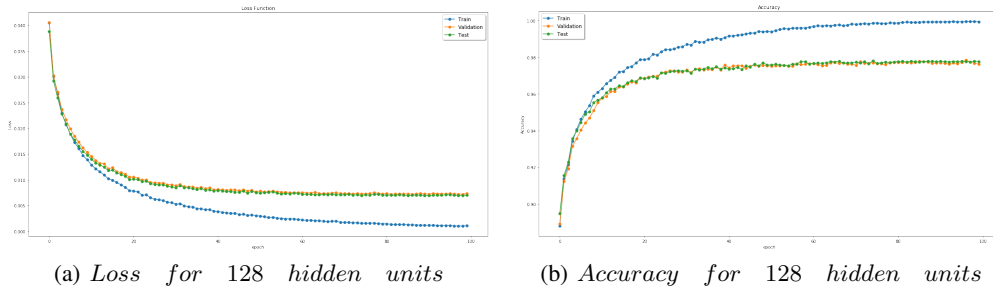 Loss Function
Train
Validation
Test
0.040
0.035
0.030
0.025
0.020
0.015
0.010
0.005
0.000
Loss
0 20 40 60 80 100
epoch
(a) Loss for 128 hidden units
Accuracy
Train
Validation
Test
1.00
0.98
0.96
0.94
0.92
0.90
Accuracy
0 20 40 60 80 100
epoch
(b) Accuracy for 128 hidden units